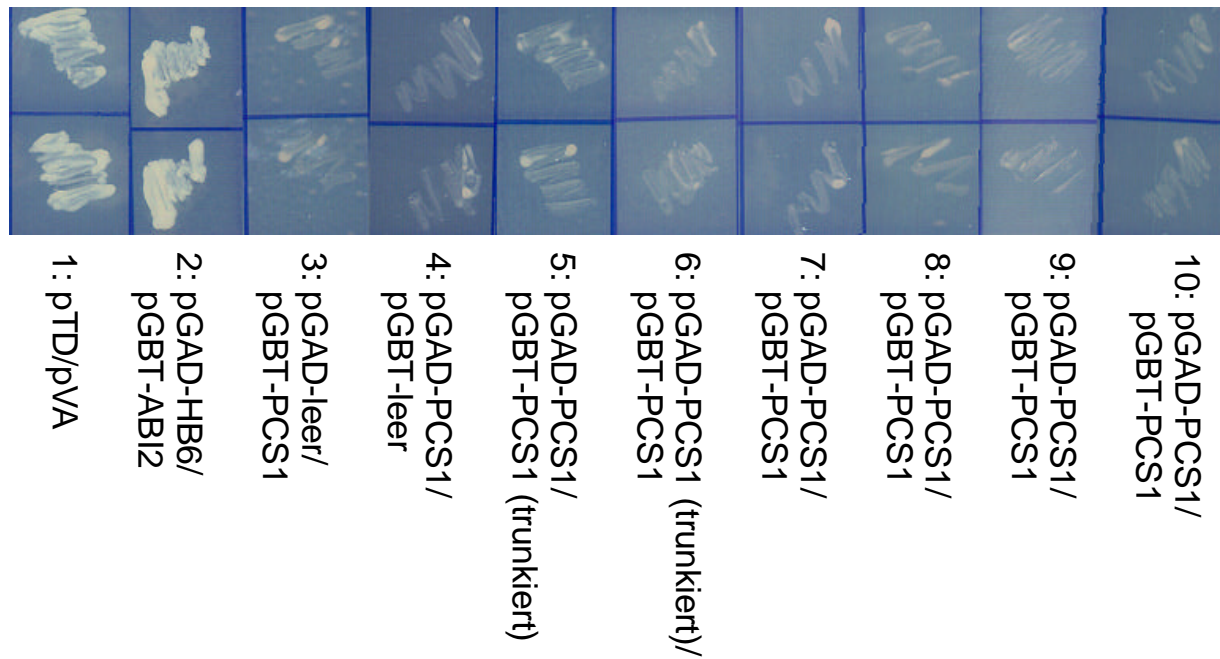 1: pTD/pVA
2: pGAD-HB6/
pGBT-ABI2
3: pGAD-leer/
pGBT-PCS1
4: pGAD-PCS1/
pGBT-leer
5: pGAD-PCS1/
pGBT-PCS1 (trunkiert)
6: pGAD-PCS1 (trunkiert)/
pGBT-PCS1
7: pGAD-PCS1/
pGBT-PCS1
8: pGAD-PCS1/
pGBT-PCS1
9: pGAD-PCS1/
pGBT-PCS1
10: pGAD-PCS1/
pGBT-PCS1